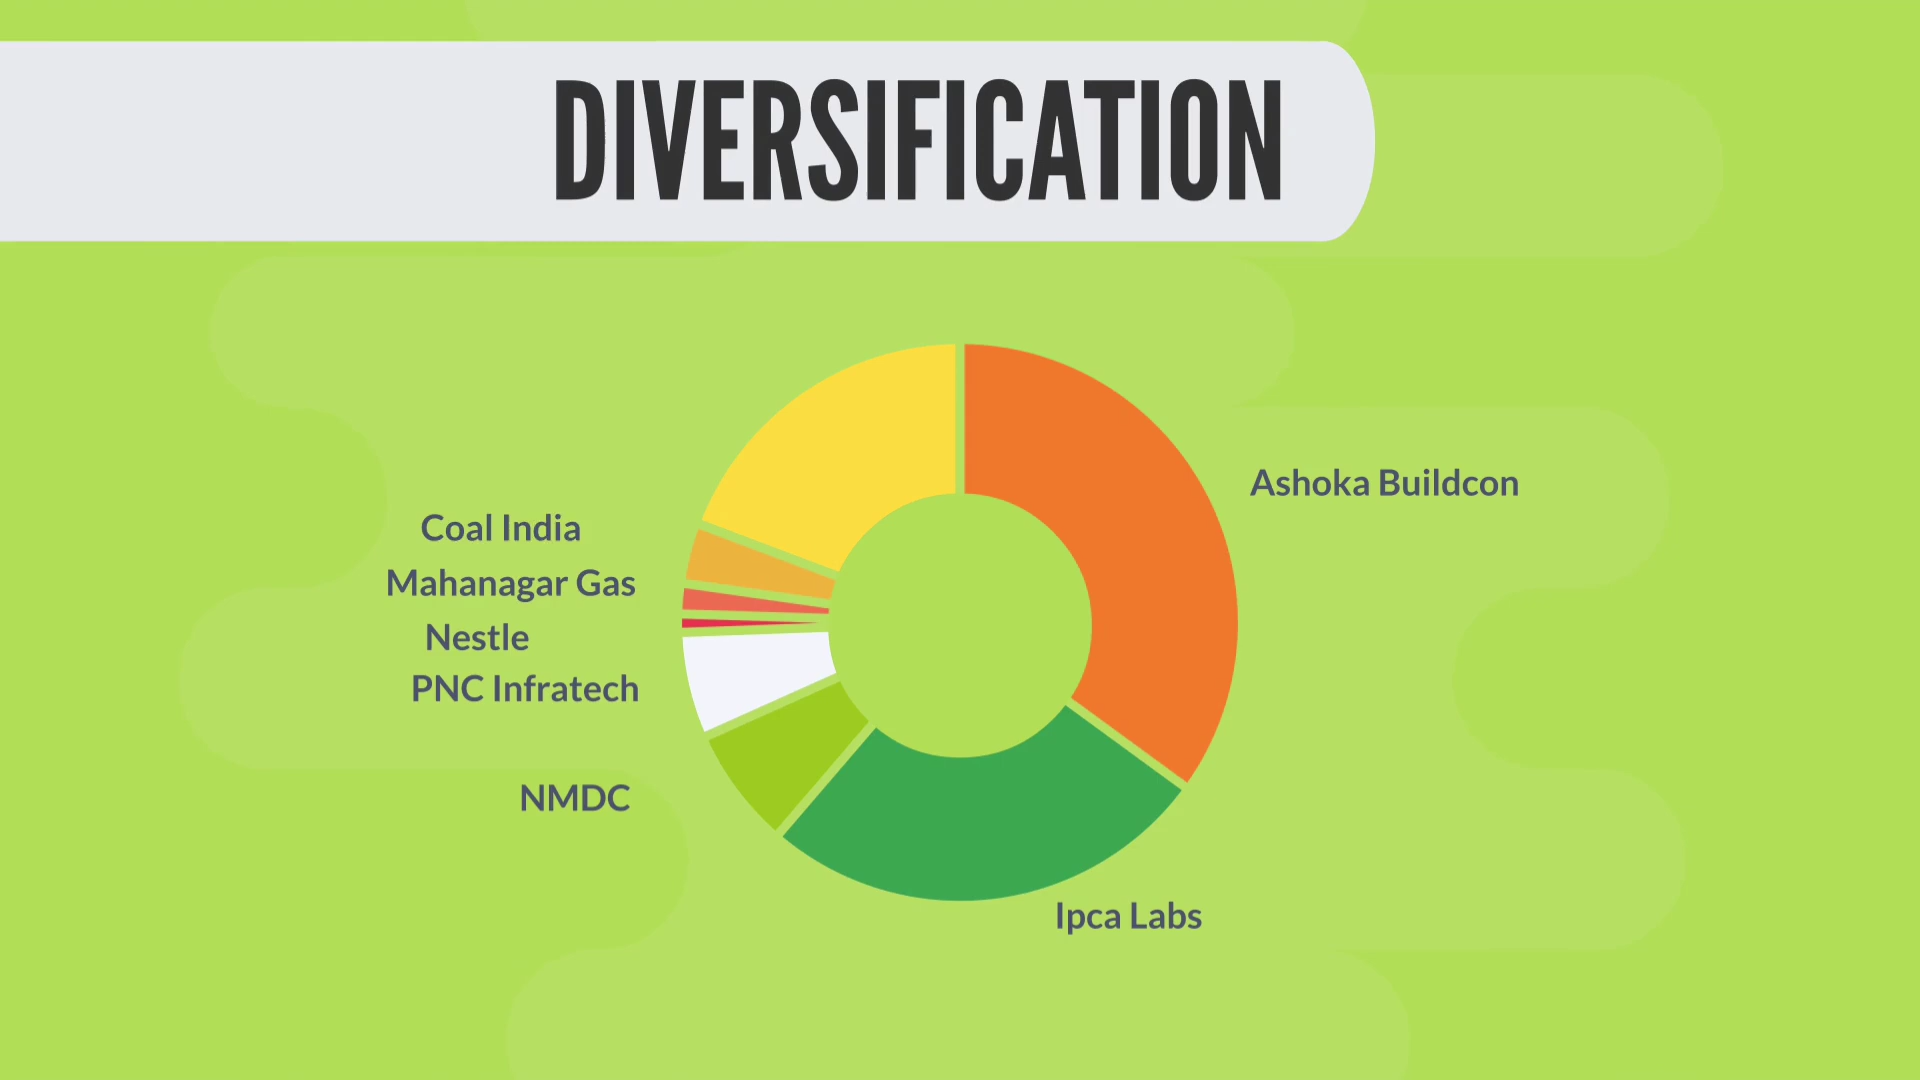 DIVERSIFICATION
Ashoka Buildcon
Coal India
Mahanagar Gas
Nestle
PNC Infratech
NMDC
Ipca Labs